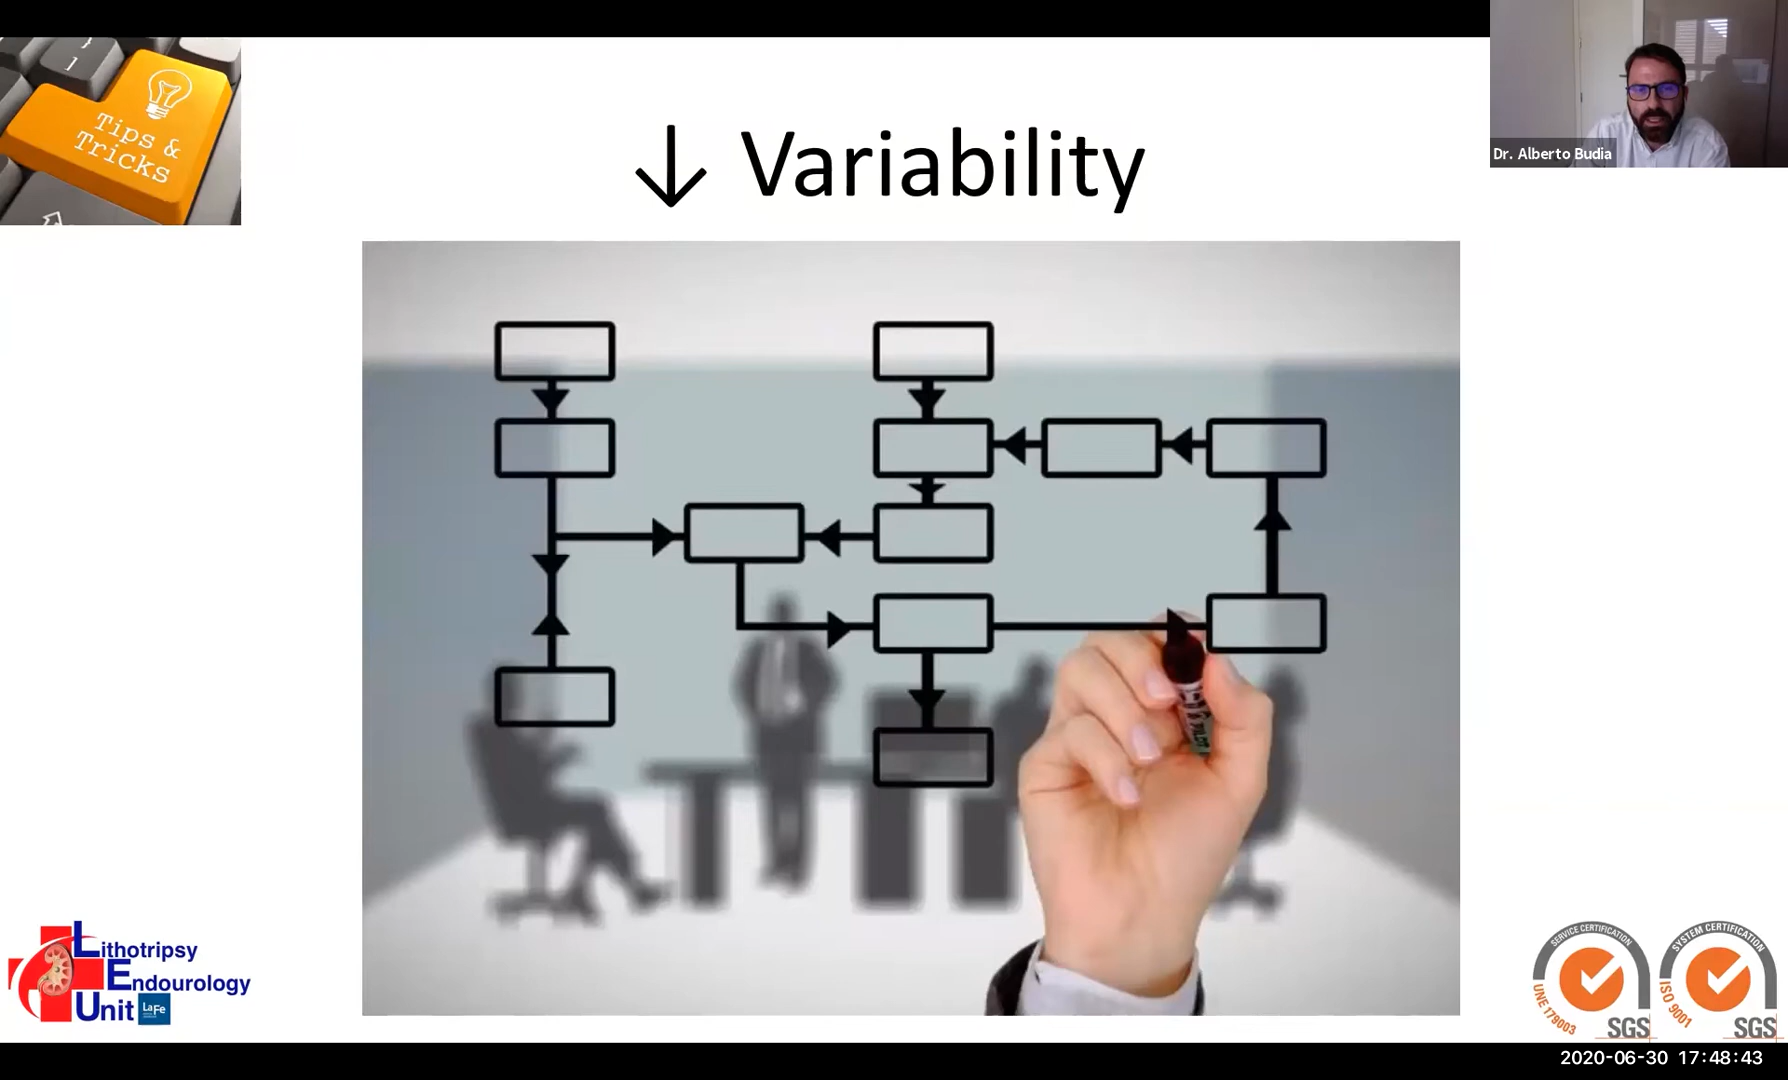 Tips &
Tricks
↓ Variability
Dr. Alberto Budia
Lithotripsy
Endourology
Unit
LaFe
SERVICE CERTIFICATION
UNE 179003
SGS
SYSTEM CERTIFICATION
ISO 9001
SGS
2020-06-30 17:48:43